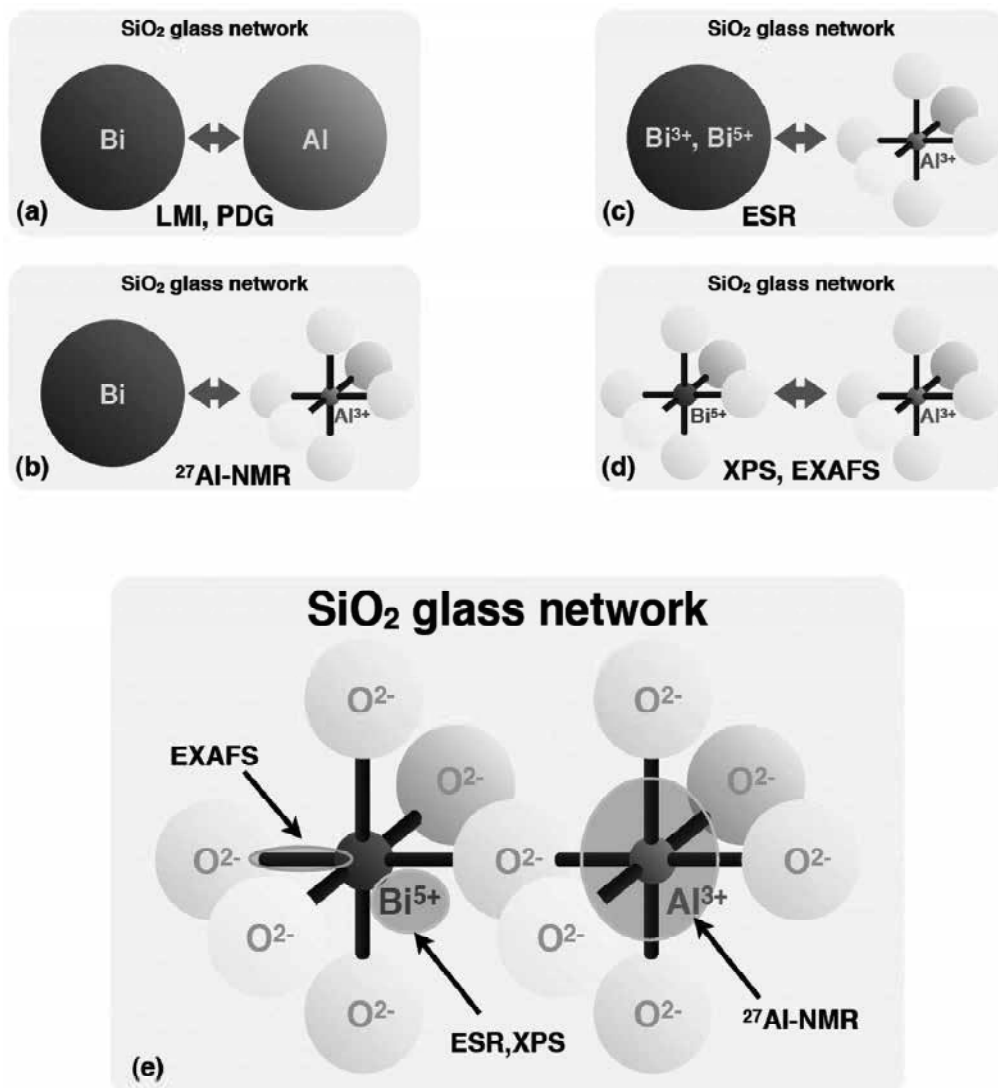 SiO₂ glass network
Bi
Al
(a)
LMI, PDG
SiO₂ glass network
Bi³⁺, Bi⁵⁺
Al³⁺
(c)
ESR
SiO₂ glass network
Bi
Al³⁺
(b)
²⁷Al-NMR
SiO₂ glass network
Bi⁵⁺
Al³⁺
(d)
XPS, EXAFS
SiO₂ glass network
O²⁻
O²⁻
EXAFS
O²⁻
O²⁻
O²⁻
O²⁻
O²⁻
Bi⁵⁺
Al³⁺
O²⁻
O²⁻
O²⁻
O²⁻
²⁷Al-NMR
ESR,XPS
(e)